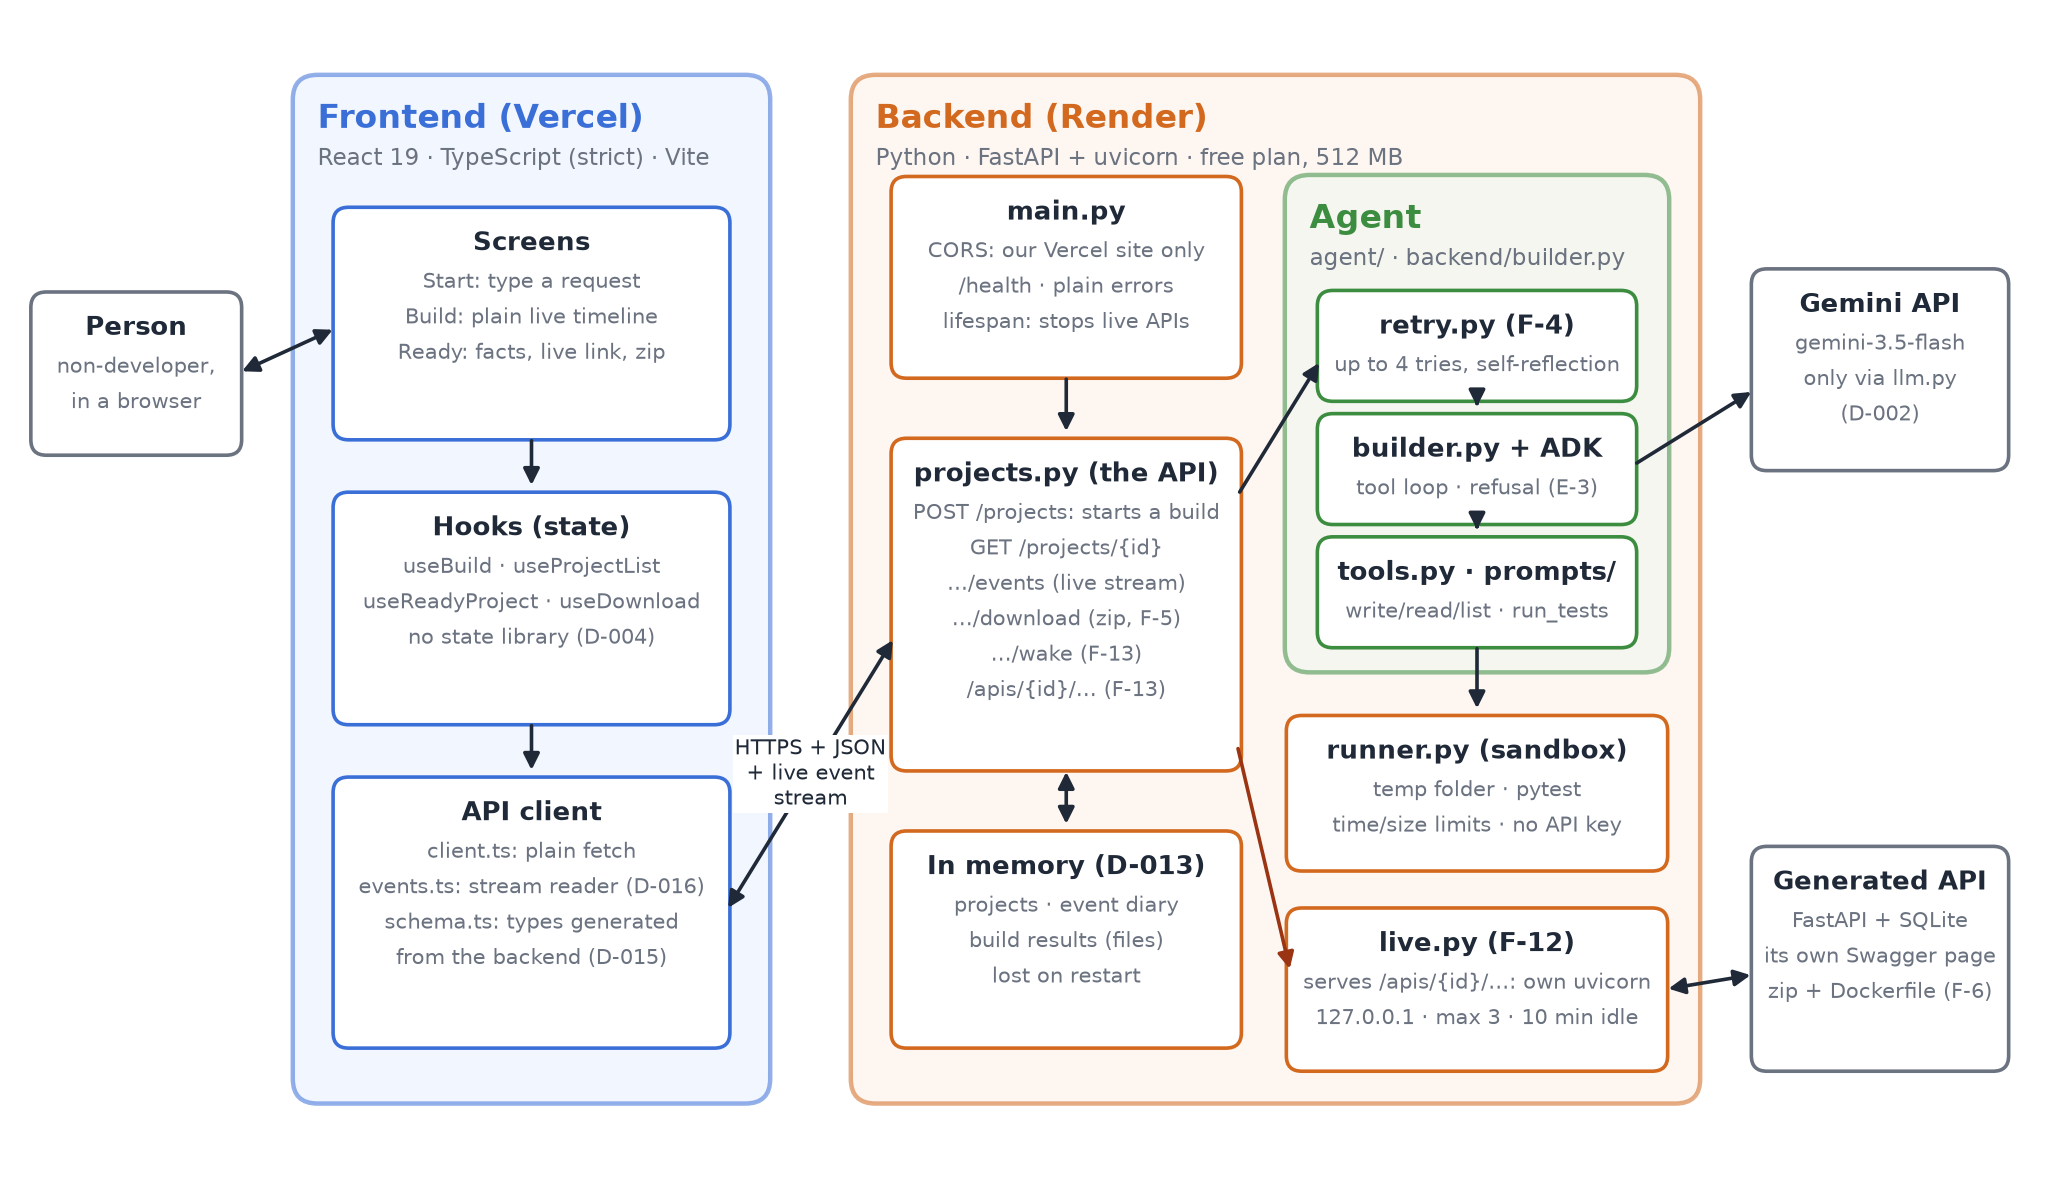 Person
non-developer,
in a browser
Frontend (Vercel)
React 19 · TypeScript (strict) · Vite
Screens
Start: type a request
Build: plain live timeline
Ready: facts, live link, zip
Hooks (state)
useBuild · useProjectList
useReadyProject · useDownload
no state library (D-004)
API client
client.ts: plain fetch
events.ts: stream reader (D-016)
schema.ts: types generated
from the backend (D-015)
HTTPS + JSON
+ live event
stream
Backend (Render)
Python · FastAPI + uvicorn · free plan, 512 MB
main.py
CORS: our Vercel site only
/health · plain errors
lifespan: stops live APIs
projects.py (the API)
POST /projects: starts a build
GET /projects/{id}
…/events (live stream)
…/download (zip, F-5)
…/wake (F-13)
/apis/{id}/… (F-13)
In memory (D-013)
projects · event diary
build results (files)
lost on restart
Agent
agent/ · backend/builder.py
retry.py (F-4)
up to 4 tries, self-reflection
builder.py + ADK
tool loop · refusal (E-3)
tools.py · prompts/
write/read/list · run_tests
runner.py (sandbox)
temp folder · pytest
time/size limits · no API key
live.py (F-12)
serves /apis/{id}/…: own uvicorn
127.0.0.1 · max 3 · 10 min idle
Gemini API
gemini-3.5-flash
only via llm.py
(D-002)
Generated API
FastAPI + SQLite
its own Swagger page
zip + Dockerfile (F-6)